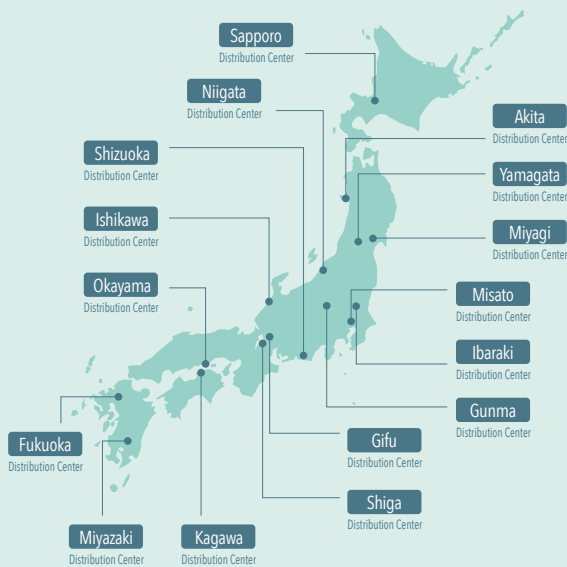 Sapporo
Distribution Center
Niigata
Distribution Center
Akita
Distribution Center
Shizuoka
Distribution Center
Yamagata
Distribution Center
Ishikawa
Distribution Center
Miyagi
Distribution Center
Okayama
Distribution Center
Misato
Distribution Center
Ibaraki
Distribution Center
Gunma
Distribution Center
Fukuoka
Distribution Center
Gifu
Distribution Center
Shiga
Distribution Center
Miyazaki
Distribution Center
Kagawa
Distribution Center